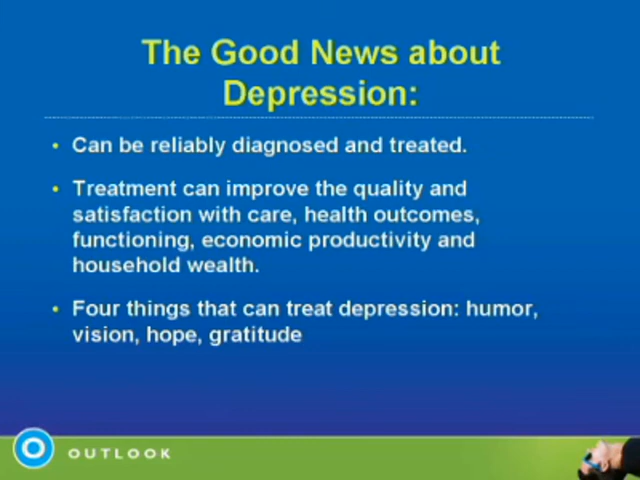 The Good News about
Depression:
• Can be reliably diagnosed and treated.
• Treatment can improve the quality and
satisfaction with care, health outcomes,
functioning, economic productivity and
household wealth.
• Four things that can treat depression: humor,
vision, hope, gratitude
OUTLOOK